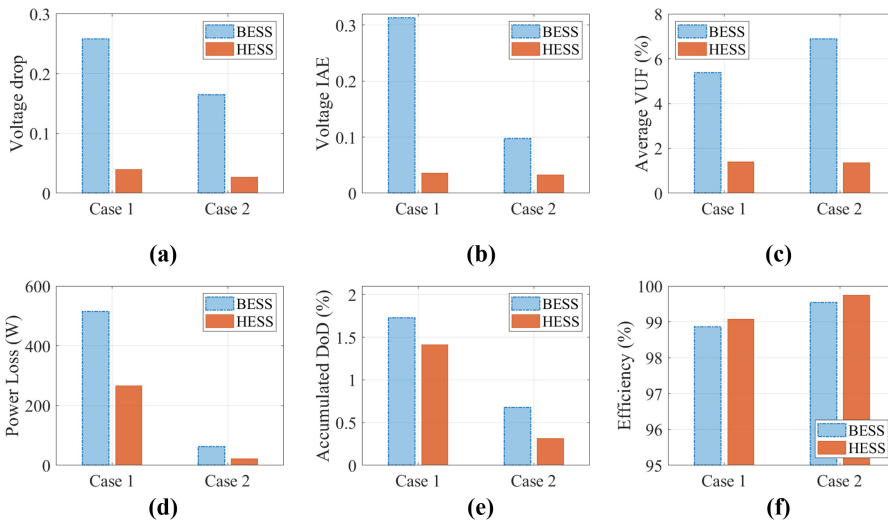 0.3
0.2
0.1
0
Voltage drop
BESS
HESS
Case 1
Case 2
(a)
0.3
0.2
0.1
0
Voltage IAE
BESS
HESS
Case 1
Case 2
(b)
8
6
4
2
0
Average VUF (%)
BESS
HESS
Case 1
Case 2
(c)
600
400
200
0
Power Loss (W)
BESS
HESS
Case 1
Case 2
(d)
2
1.5
1
0.5
0
Accumulated DoD (%)
BESS
HESS
Case 1
Case 2
(e)
100
99
98
97
96
95
Efficiency (%)
BESS
HESS
Case 1
Case 2
(f)